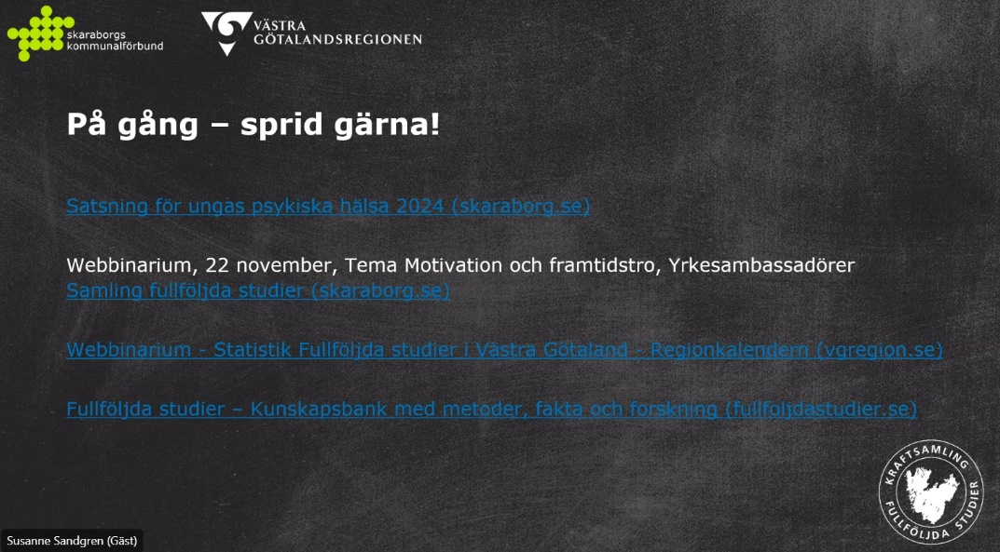 skaraborgs
kommunalförbund
VÄSTRA
GÖTALANDSREGIONEN
På gång – sprid gärna!
Satsning för ungas psykiska hälsa 2024 (skaraborg.se)
Webbinarium, 22 november, Tema Motivation och framtidstro, Yrkesambassadörer
Samling fullföljda studier (skaraborg.se)
Webbinarium - Statistik Fullföljda studier i Västra Götaland - Regionkalendern (vgregion.se)
Fullföljda studier – Kunskapsbank med metoder, fakta och forskning (fullfoljdastudier.se)
KRAFTSAMLING
FULLFÖLJDA STUDIER
Susanne Sandgren (Gäst)